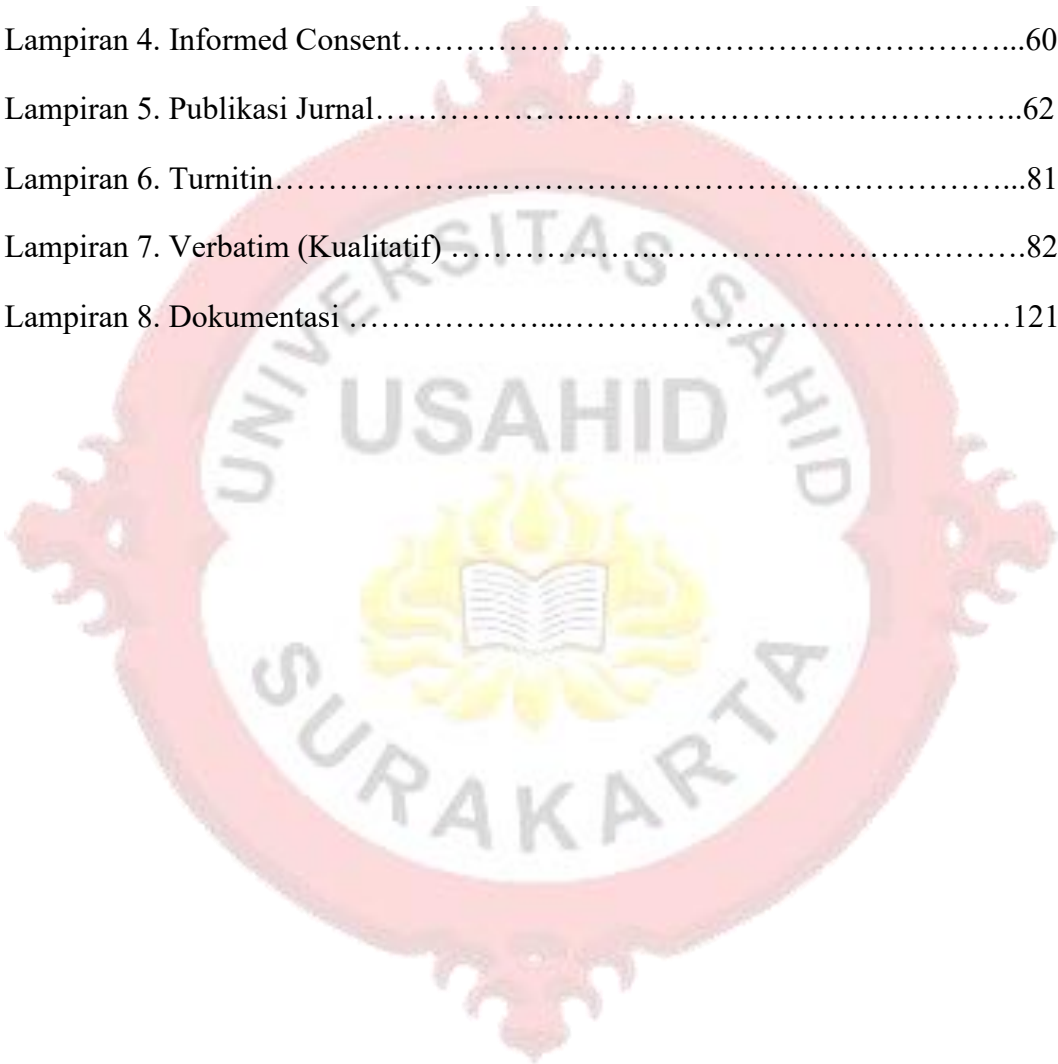 Lampiran 4. Informed Consent………………...…………………………………...60
Lampiran 5. Publikasi Jurnal………………...…………………………………..62
Lampiran 6. Turnitin………………...…………………………………………...81
Lampiran 7. Verbatim (Kualitatif) ………………...……………………………….82
Lampiran 8. Dokumentasi ………………...……………………………………121
UNIVERSITAS SAHID
USAHID
SURAKARTA